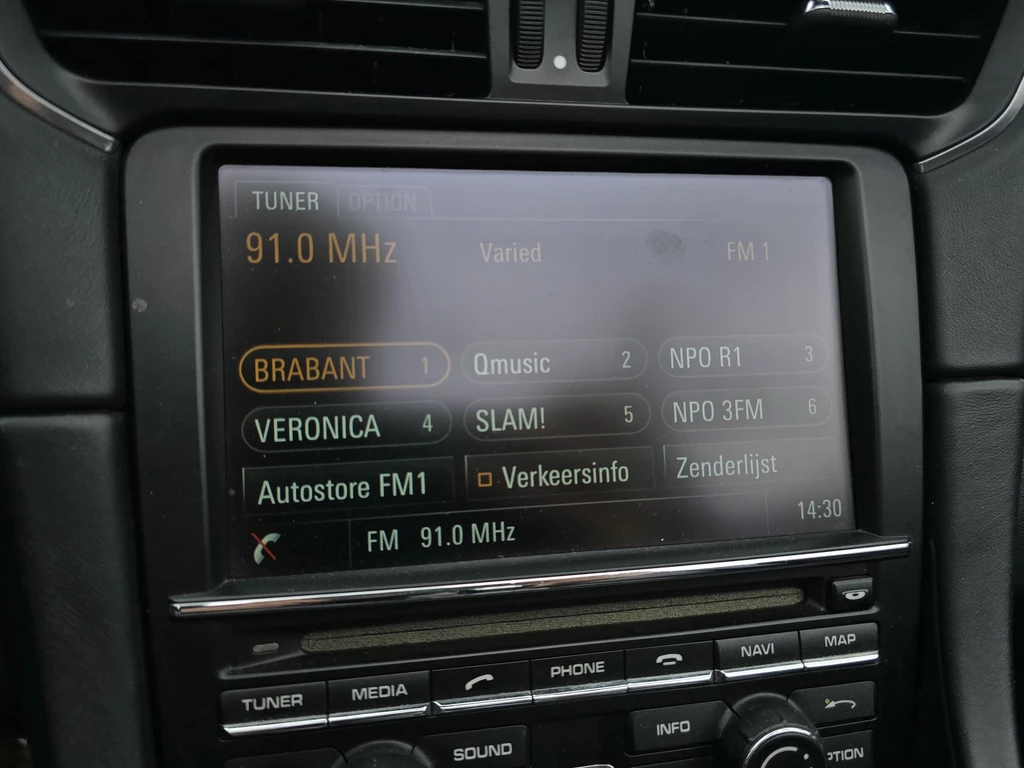 TUNER OPTION
91.0 MHz Varied FM 1
BRABANT 1 Qmusic 2 NPO R1 3
VERONICA 4 SLAM! 5 NPO 3FM 6
Autostore FM1 Verkeersinfo Zenderlijst
14:30
FM 91.0 MHz
TUNER MEDIA PHONE NAVI MAP
SOUND INFO